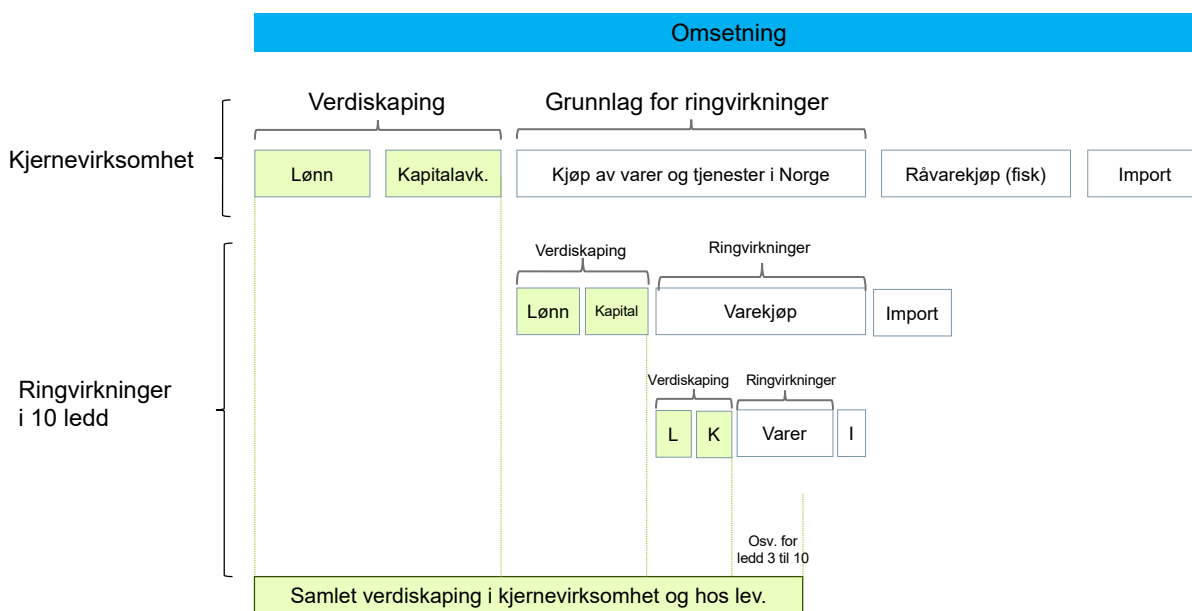 Omsetning
Verdiskaping
Grunnlag for ringvirkninger
Kjernevirksomhet
Lønn
Kapitalavk.
Kjøp av varer og tjenester i Norge
Råvarekjøp (fisk)
Import
Verdiskaping
Ringvirkninger
Lønn
Kapital
Varekjøp
Import
Ringvirkninger
i 10 ledd
Verdiskaping
Ringvirkninger
L
K
Varer
I
Osv. for
ledd 3 til 10
Samlet verdiskaping i kjernevirksomhet og hos lev.